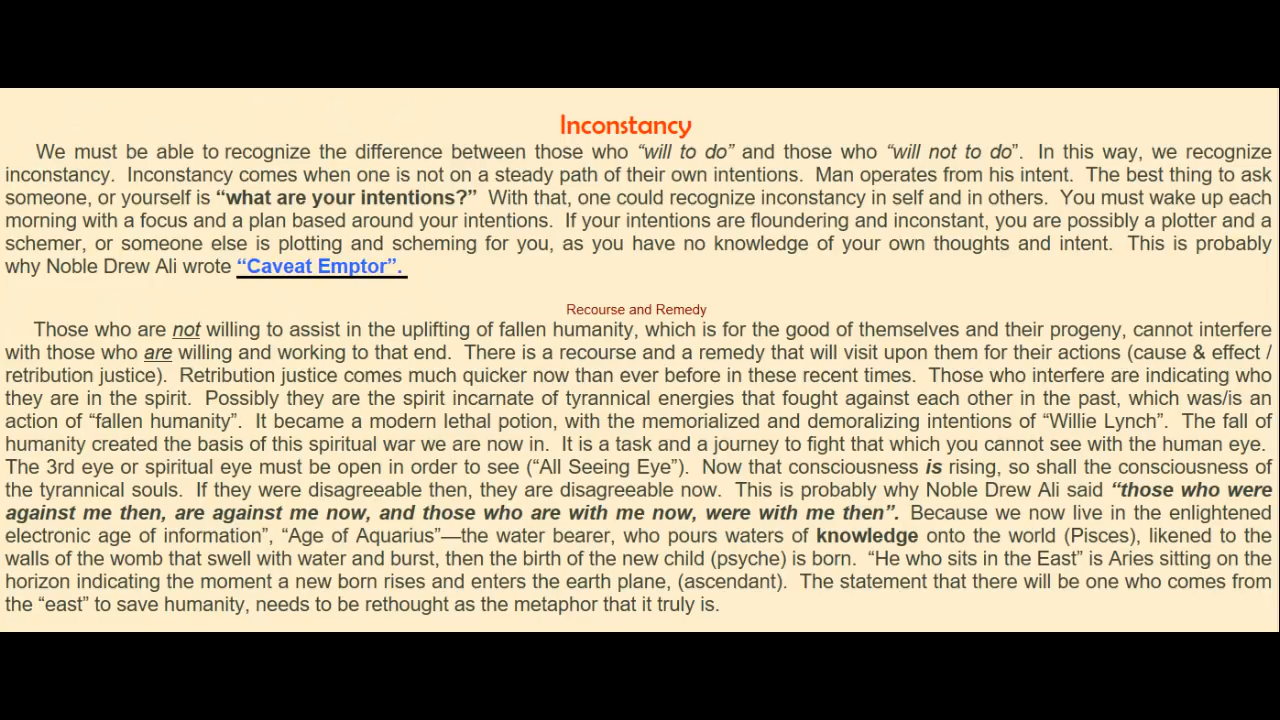 Inconstancy
We must be able to recognize the difference between those who “will to do” and those who “will not to do”. In this way, we recognize
inconstancy. Inconstancy comes when one is not on a steady path of their own intentions. Man operates from his intent. The best thing to ask
someone, or yourself is “what are your intentions?” With that, one could recognize inconstancy in self and in others. You must wake up each
morning with a focus and a plan based around your intentions. If your intentions are floundering and inconstant, you are possibly a plotter and a
schemer, or someone else is plotting and scheming for you, as you have no knowledge of your own thoughts and intent. This is probably
why Noble Drew Ali wrote “Caveat Emptor”.
Recourse and Remedy
Those who are not willing to assist in the uplifting of fallen humanity, which is for the good of themselves and their progeny, cannot interfere
with those who are willing and working to that end. There is a recourse and a remedy that will visit upon them for their actions (cause & effect /
retribution justice). Retribution justice comes much quicker now than ever before in these recent times. Those who interfere are indicating who
they are in the spirit. Possibly they are the spirit incarnate of tyrannical energies that fought against each other in the past, which was/is an
action of “fallen humanity”. It became a modern lethal potion, with the memorialized and demoralizing intentions of “Willie Lynch”. The fall of
humanity created the basis of this spiritual war we are now in. It is a task and a journey to fight that which you cannot see with the human eye.
The 3rd eye or spiritual eye must be open in order to see (“All Seeing Eye”). Now that consciousness is rising, so shall the consciousness of
the tyrannical souls. If they were disagreeable then, they are disagreeable now. This is probably why Noble Drew Ali said “those who were
against me then, are against me now, and those who are with me now, were with me then”. Because we now live in the enlightened
electronic age of information”, “Age of Aquarius”—the water bearer, who pours waters of knowledge onto the world (Pisces), likened to the
walls of the womb that swell with water and burst, then the birth of the new child (psyche) is born. “He who sits in the East” is Aries sitting on the
horizon indicating the moment a new born rises and enters the earth plane, (ascendant). The statement that there will be one who comes from
the “east” to save humanity, needs to be rethought as the metaphor that it truly is.